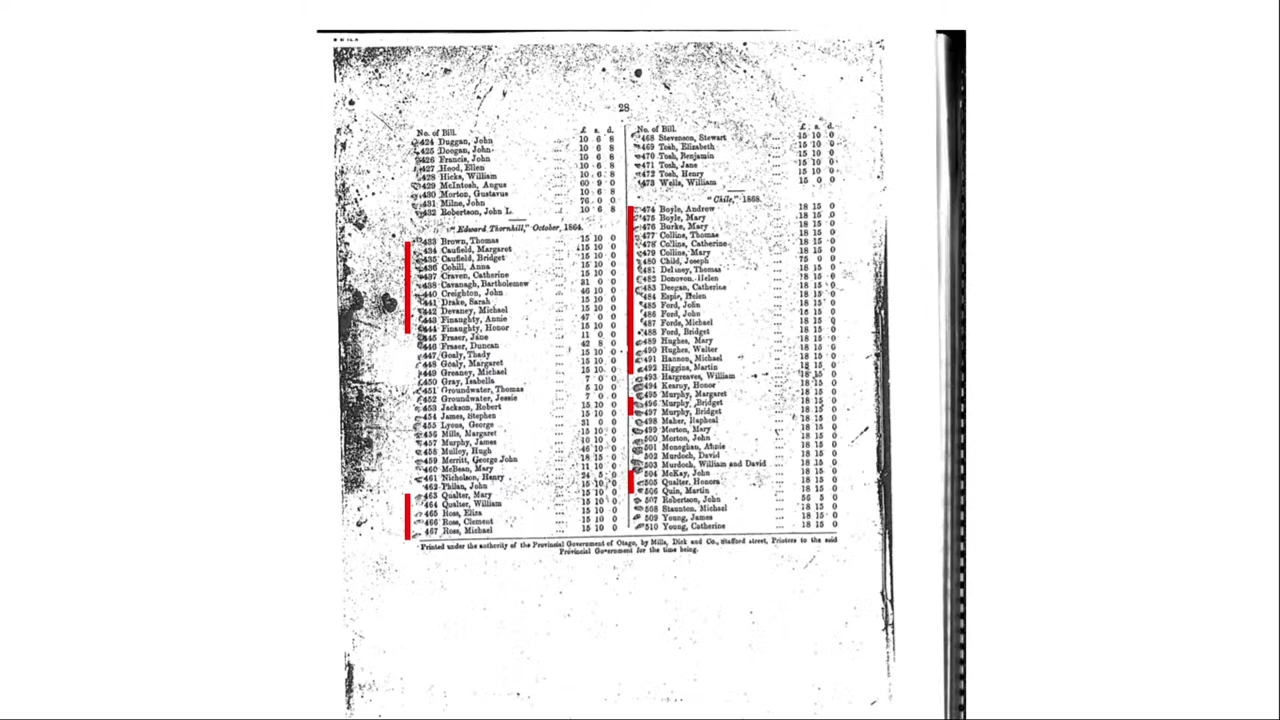 28
No. of Bill. £ s. d.
424 Duggan, John ... 10 6 8
425 Doogan, John ... 10 6 8
426 Francis, John ... 10 6 8
427 Hood, Ellen ... 10 6 8
428 Hicks, William ... 10 6 8
429 McIntosh, Angus ... 60 9 0
430 Morton, Gustavus ... 10 6 8
431 Milne, John ... 76 0 0
432 Robertson, John L. ... 10 6 8
"Edward Thornhill," October, 1864.
433 Brown, Thomas ... 15 10 0
434 Caufield, Margaret ... 15 10 0
435 Caufield, Bridget ... 15 10 0
436 Cohill, Anna ... 15 10 0
437 Craven, Catherine ... 15 10 0
438 Cavanagh, Bartholemew ... 31 0 0
440 Creighton, John ... 46 10 0
441 Drake, Sarah ... 15 10 0
442 Devaney, Michael ... 15 10 0
443 Finaughty, Annie ... 47 0 0
444 Finaughty, Honor ... 15 10 0
445 Fraser, Jane ... 11 0 0
446 Fraser, Duncan ... 42 8 0
447 Goaly, Thady ... 15 10 0
448 Goaly, Margaret ... 15 10 0
449 Greaney, Michael ... 15 10 0
450 Gray, Isabella ... 7 0 0
451 Groundwater, Thomas ... 5 10 0
452 Groundwater, Jessie ... 7 0 0
453 Jackson, Robert ... 15 10 0
454 James, Stephen ... 15 10 0
455 Lyons, George ... 31 0 0
456 Mills, Margaret ... 15 10 0
457 Murphy, James ... 10 10 0
458 Mulloy, Hugh ... 46 10 0
459 Merritt, George John ... 18 15 0
460 McBean, Mary ... 11 10 0
461 Nicholson, Henry ... 5 0
462 Philan, John ... 15 10 0
463 Qualter, Mary ... 15 10 0
464 Qualter, William ... 15 10 0
465 Ross, Eliza ... 15 10 0
466 Ross, Clement ... 15 10 0
467 Ross, Michael ... 15 10 0
No. of Bill. £ s. d.
468 Stevenson, Stewart ... 15 10 0
469 Tosh, Elizabeth ... 15 10 0
470 Tosh, Benjamin ... 15 10 0
471 Tosh, Jane ... 15 10 0
472 Tosh, Henry ... 15 10 0
473 Wells, William ... 15 0 0
"Chile," 1868.
474 Boyle, Andrew ... 18 15 0
475 Boyle, Mary ... 18 15 0
476 Burke, Mary ... 18 15 0
477 Collins, Thomas ... 18 15 0
478 Collins, Catherine ... 18 15 0
479 Collins, Mary ... 18 15 0
480 Child, Joseph ... 75 0 0
481 Delaney, Thomas ... 18 15 0
482 Donovon, Helen ... 18 15 0
483 Deegan, Catherine ... 18 15 0
484 Espie, Helen ... 18 15 0
485 Ford, John ... 18 15 0
486 Ford, John ... 18 15 0
487 Forde, Michael ... 18 15 0
488 Ford, Bridget ... 18 15 0
489 Hughes, Mary ... 18 15 0
490 Hughes, Walter ... 18 15 0
491 Hannon, Michael ... 18 15 0
492 Higgins, Martin ... 18 15 0
493 Hargreaves, William ... 18 15 0
494 Kearny, Honor ... 18 15 0
495 Murphy, Margaret ... 18 15 0
496 Murphy, Bridget ... 18 15 0
497 Murphy, Bridget ... 18 15 0
498 Maher, Rapheal ... 18 15 0
499 Morton, Mary ... 18 15 0
500 Morton, John ... 18 15 0
501 Moneghan, Annie ... 18 15 0
502 Murdoch, David ... 18 15 0
503 Murdoch, William and David ... 18 15 0
504 McKay, John ... 18 15 0
505 Qualter, Honora ... 18 15 0
506 Quin, Martin ... 18 15 0
507 Robertson, John ... 56 5 0
508 Staunton, Michael ... 18 15 0
509 Young, James ... 18 15 0
510 Young, Catherine ... 18 15 0
Printed under the authority of the Provincial Government of Otago, by Mills, Dick and Co., Stafford street, Printers to the said
Provincial Government for the time being.